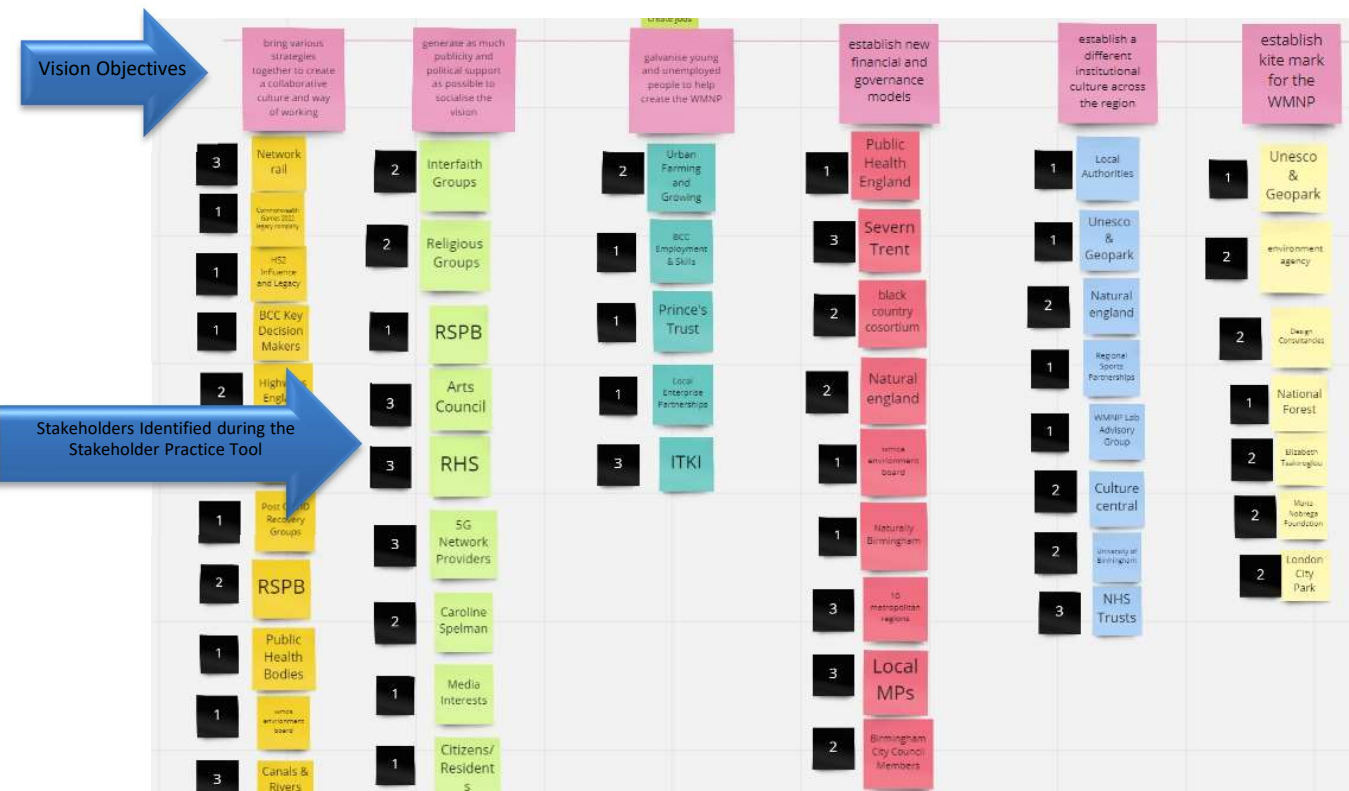 create jobs
Vision Objectives
bring various
strategies
together to create
a collaborative
culture and way
of working
generate as much
publicity and
political support
as possible to
socialise the
vision
galvanise young
and unemployed
people to help
create the WMNP
establish new
financial and
governance
models
establish a
different
institutional
culture across
the region
establish
kite mark
for the
WMNP
3
Network
rail
1
Commonwealth
Games 2022
legacy company
1
HS2
Influence
and Legacy
1
BCC Key
Decision
Makers
2
Stakeholders Identified during the
Stakeholder Practice Tool
1
Recovery
Groups
2
RSPB
1
Public
Health
Bodies
1
wmca
environment
board
3
Canals &
Rivers
2
Interfaith
Groups
2
Religious
Groups
1
RSPB
3
Arts
Council
3
RHS
3
5G
Network
Providers
2
Caroline
Spelman
1
Media
Interests
1
Citizens/
Resident
s
2
Urban
Farming
and
Growing
1
BCC
Employment
& Skills
1
Prince's
Trust
1
Local
Enterprise
Partnerships
3
ITKI
1
Public
Health
England
3
Severn
Trent
2
black
country
cosortium
2
Natural
england
1
wmca
environment
board
1
Naturally
Birmingham
3
10
metropolitan
regions
3
Local
MPs
2
Birmingham
City Council
Members
1
Local
Authorities
1
Unesco
&
Geopark
2
Natural
england
1
Regional
Sports
Partnerships
1
WMNP Lab
Advisory
Group
2
Culture
central
2
University of
Birmingham
3
NHS
Trusts
1
Unesco
&
Geopark
2
environment
agency
2
Design
Consultancies
1
National
Forest
2
Elizabeth
2
Nobrega
Foundation
2
London
City
Park